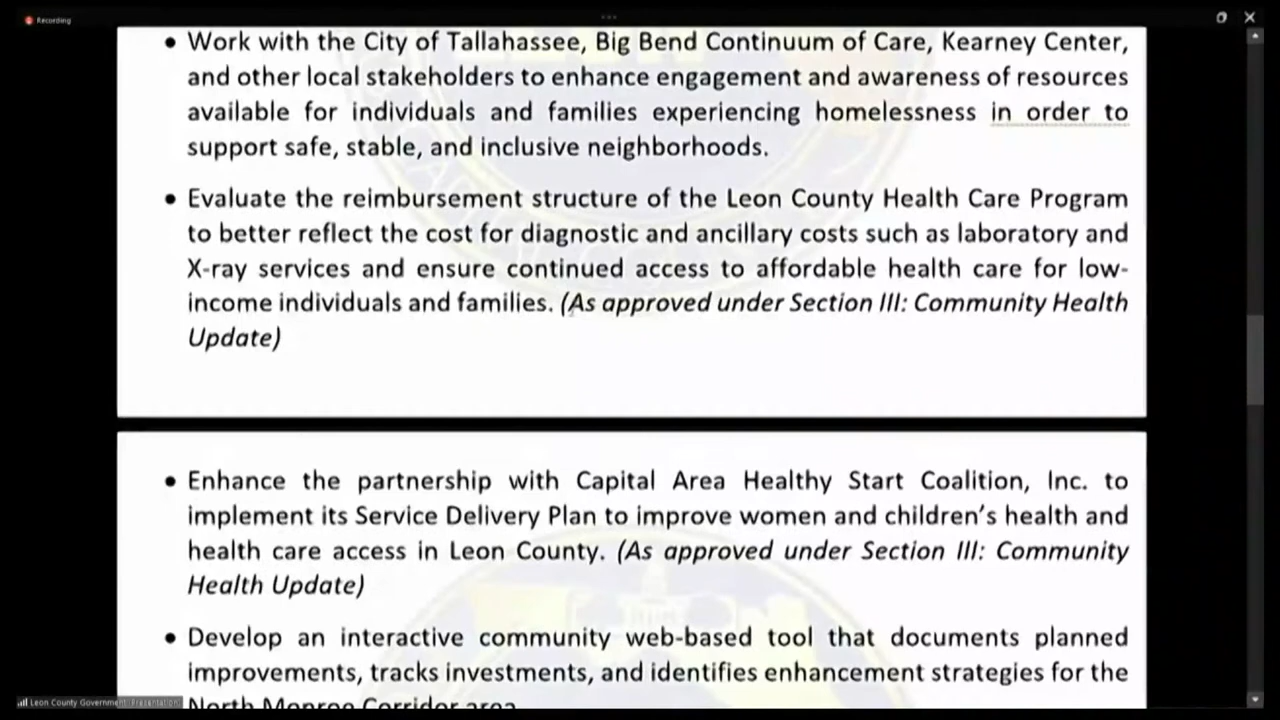 Recording
• Work with the City of Tallahassee, Big Bend Continuum of Care, Kearney Center,
and other local stakeholders to enhance engagement and awareness of resources
available for individuals and families experiencing homelessness in order to
support safe, stable, and inclusive neighborhoods.
• Evaluate the reimbursement structure of the Leon County Health Care Program
to better reflect the cost for diagnostic and ancillary costs such as laboratory and
X-ray services and ensure continued access to affordable health care for low-
income individuals and families. (As approved under Section III: Community Health
Update)
• Enhance the partnership with Capital Area Healthy Start Coalition, Inc. to
implement its Service Delivery Plan to improve women and children's health and
health care access in Leon County. (As approved under Section III: Community
Health Update)
• Develop an interactive community web-based tool that documents planned
improvements, tracks investments, and identifies enhancement strategies for the
North Monroe Corridor area
Leon County Government Presentation